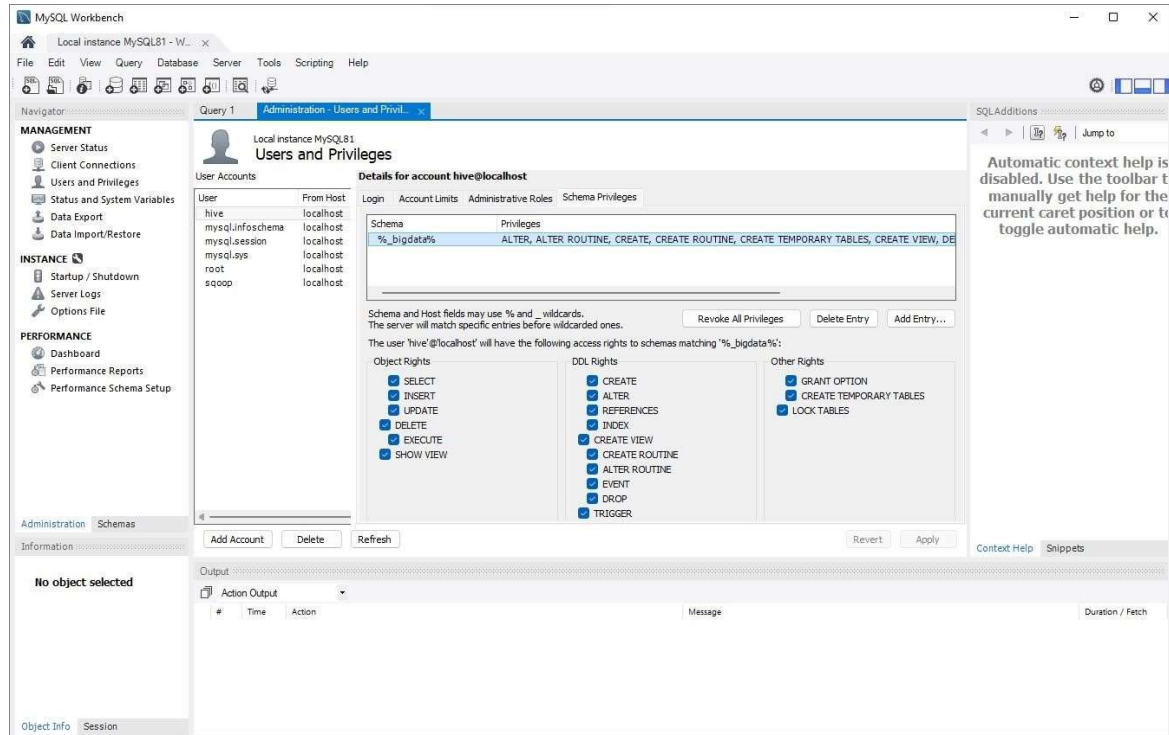 MySQL Workbench
Local instance MySQL81 - W...
File Edit View Query Database Server Tools Scripting Help
Navigator
MANAGEMENT
Server Status
Client Connections
Users and Privileges
Status and System Variables
Data Export
Data Import/Restore
INSTANCE
Startup / Shutdown
Server Logs
Options File
PERFORMANCE
Dashboard
Performance Reports
Performance Schema Setup
Administration Schemas
Information
No object selected
Object Info Session
Query 1 Administration - Users and Privil...
Local instance MySQL81
Users and Privileges
User Accounts
User From Host
hive localhost
mysql.infoschema localhost
mysql.session localhost
mysql.sys localhost
root localhost
sqoop localhost
Details for account hive@localhost
Login Account Limits Administrative Roles Schema Privileges
Schema Privileges
%_bigdata% ALTER, ALTER ROUTINE, CREATE, CREATE ROUTINE, CREATE TEMPORARY TABLES, CREATE VIEW, DE
Schema and Host fields may use % and _ wildcards.
The server will match specific entries before wildcarded ones.
Revoke All Privileges Delete Entry Add Entry...
The user 'hive'@'localhost' will have the following access rights to schemas matching '%_bigdata%':
Object Rights
SELECT
INSERT
UPDATE
DELETE
EXECUTE
SHOW VIEW
DDL Rights
CREATE
ALTER
REFERENCES
INDEX
CREATE VIEW
CREATE ROUTINE
ALTER ROUTINE
EVENT
DROP
TRIGGER
Other Rights
GRANT OPTION
CREATE TEMPORARY TABLES
LOCK TABLES
Add Account Delete Refresh Revert Apply
Output
Action Output
# Time Action Message Duration / Fetch
SQLAdditions
Jump to
Automatic context help is
disabled. Use the toolbar t
manually get help for the
current caret position or to
toggle automatic help.
Context Help Snippets